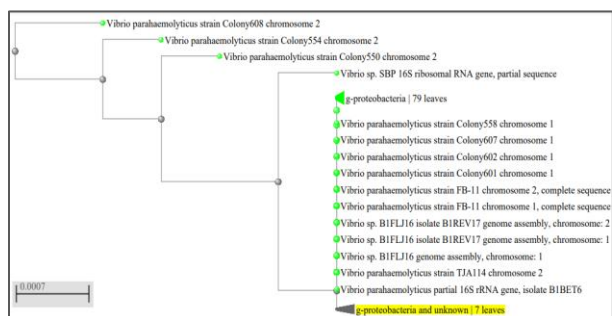 Vibrio parahaemolyticus strain Colony608 chromosome 2
Vibrio parahaemolyticus strain Colony554 chromosome 2
Vibrio parahaemolyticus strain Colony550 chromosome 2
Vibrio sp. SBP 16S ribosomal RNA gene, partial sequence
g-proteobacteria | 79 leaves
Vibrio parahaemolyticus strain Colony558 chromosome 1
Vibrio parahaemolyticus strain Colony607 chromosome 1
Vibrio parahaemolyticus strain Colony602 chromosome 1
Vibrio parahaemolyticus strain Colony601 chromosome 1
Vibrio parahaemolyticus strain FB-11 chromosome 2, complete sequence
Vibrio parahaemolyticus strain FB-11 chromosome 1, complete sequence
Vibrio sp. B1FLJ16 isolate B1REV17 genome assembly, chromosome: 2
Vibrio sp. B1FLJ16 isolate B1REV17 genome assembly, chromosome: 1
Vibrio sp. B1FLJ16 genome assembly, chromosome: 1
Vibrio parahaemolyticus strain TJA114 chromosome 2
Vibrio parahaemolyticus partial 16S rRNA gene, isolate B1BET6
g-proteobacteria and unknown | 7 leaves
0.0007